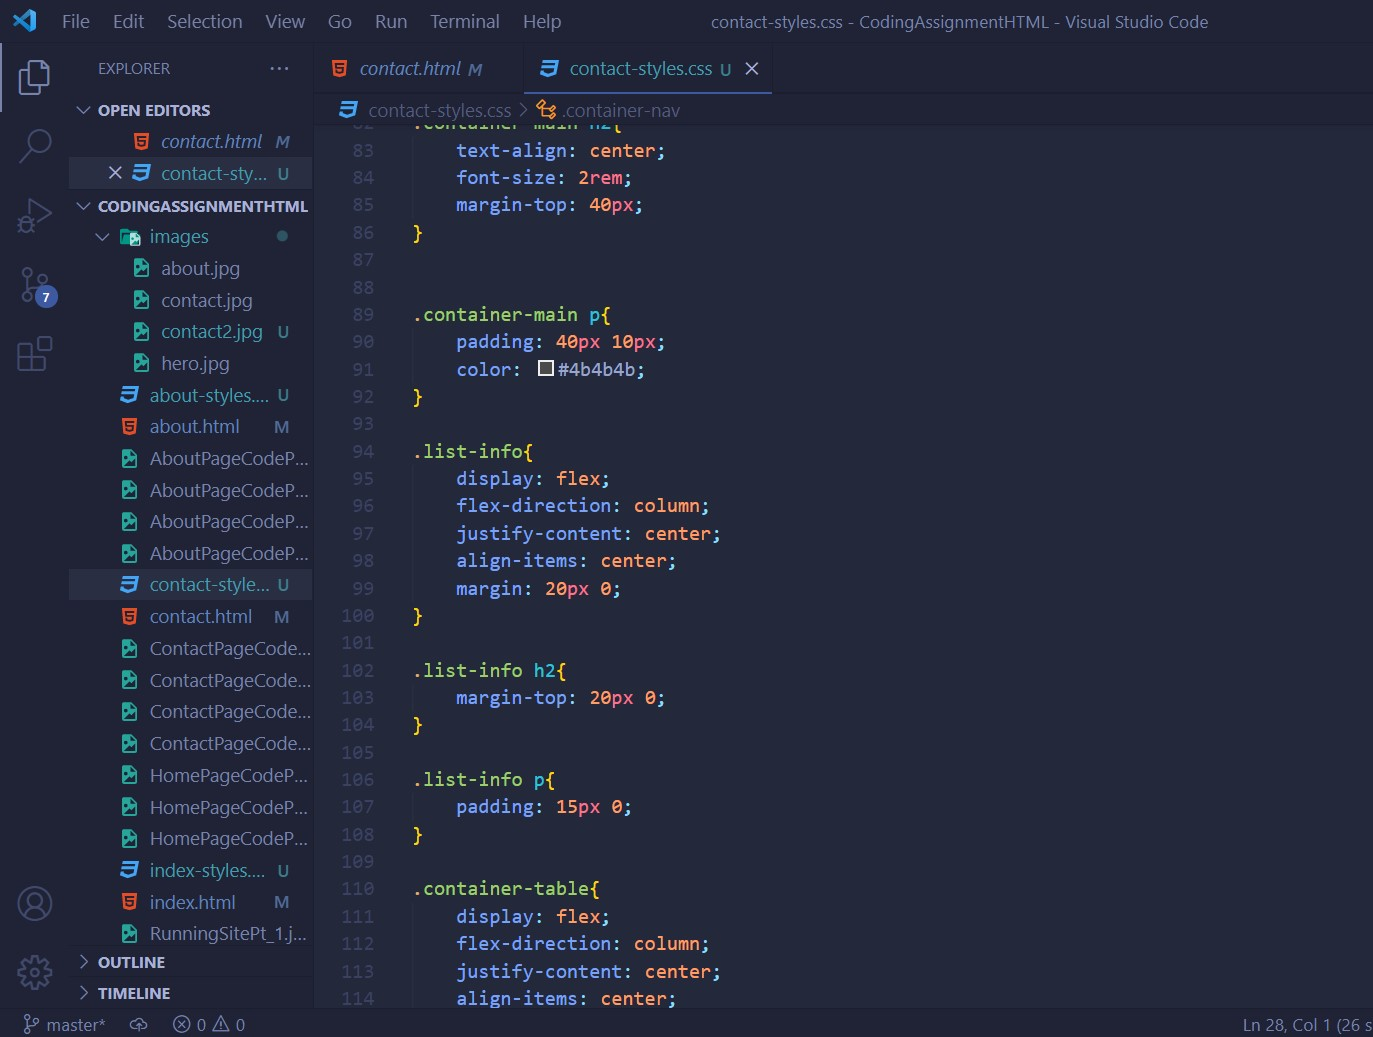 File Edit Selection View Go Run Terminal Help contact-styles.css - CodingAssignmentHTML - Visual Studio Code
EXPLORER ...
OPEN EDITORS
contact.html M
contact-sty... U
CODINGASSIGNMENTHTML
images
about.jpg
contact.jpg
contact2.jpg U
hero.jpg
about-styles.... U
about.html M
AboutPageCodeP...
AboutPageCodeP...
AboutPageCodeP...
AboutPageCodeP...
contact-style... U
contact.html M
ContactPageCode...
ContactPageCode...
ContactPageCode...
ContactPageCode...
HomePageCodeP...
HomePageCodeP...
HomePageCodeP...
index-styles.... U
index.html M
RunningSitePt_1.j...
OUTLINE
TIMELINE
7
contact.html M contact-styles.css U
contact-styles.css > .container-nav
82 .container-main h2{
83 text-align: center;
84 font-size: 2rem;
85 margin-top: 40px;
86 }
87
88
89 .container-main p{
90 padding: 40px 10px;
91 color: #4b4b4b;
92 }
93
94 .list-info{
95 display: flex;
96 flex-direction: column;
97 justify-content: center;
98 align-items: center;
99 margin: 20px 0;
100 }
101
102 .list-info h2{
103 margin-top: 20px 0;
104 }
105
106 .list-info p{
107 padding: 15px 0;
108 }
109
110 .container-table{
111 display: flex;
112 flex-direction: column;
113 justify-content: center;
114 align-items: center;
master* 0 0 Ln 28, Col 1 (26 s